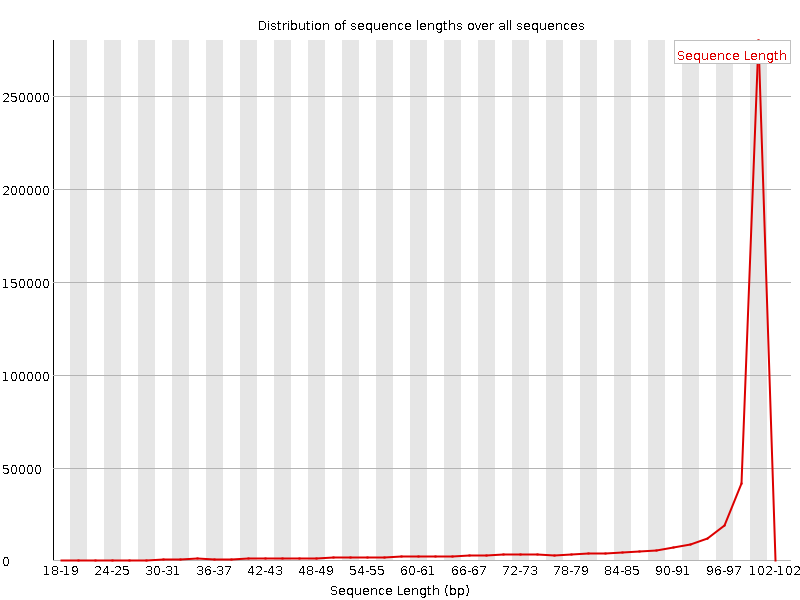 Distribution of sequence lengths over all sequences
Sequence Length
250000
200000
150000
100000
50000
0
18-19 24-25 30-31 36-37 42-43 48-49 54-55 60-61 66-67 72-73 78-79 84-85 90-91 96-97 102-102
Sequence Length (bp)